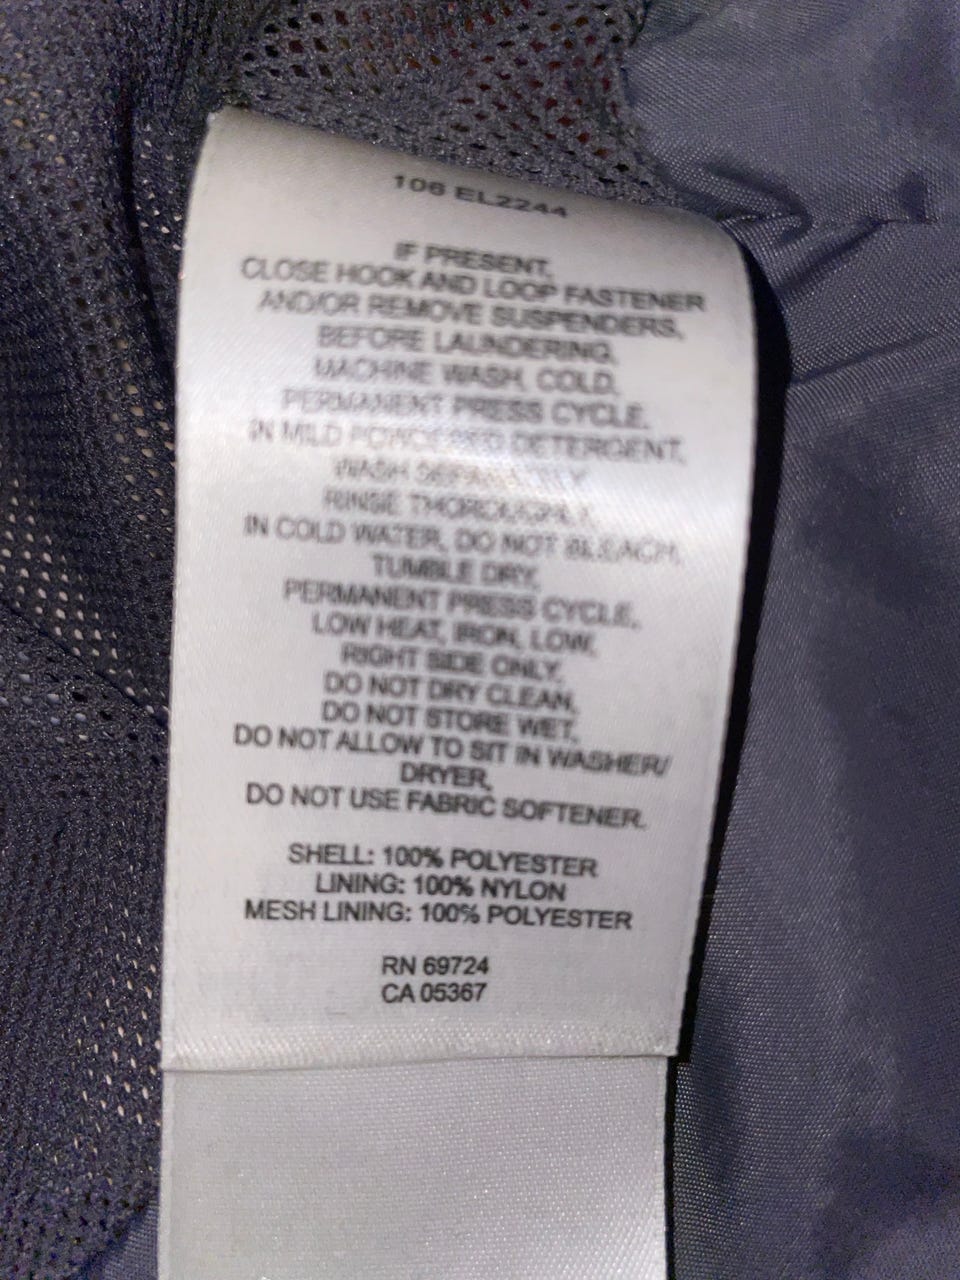 106 EL2244
IF PRESENT,
CLOSE HOOK AND LOOP FASTENER
AND/OR REMOVE SUSPENDERS,
BEFORE LAUNDERING.
MACHINE WASH, COLD,
PERMANENT PRESS CYCLE,
IN MILD POWDERED DETERGENT,
WASH SEPARATELY
RINSE THOROUGHLY,
IN COLD WATER, DO NOT BLEACH,
TUMBLE DRY,
PERMANENT PRESS CYCLE,
LOW HEAT, IRON, LOW,
RIGHT SIDE ONLY,
DO NOT DRY CLEAN,
DO NOT STORE WET,
DO NOT ALLOW TO SIT IN WASHER/
DRYER,
DO NOT USE FABRIC SOFTENER.
SHELL: 100% POLYESTER
LINING: 100% NYLON
MESH LINING: 100% POLYESTER
RN 69724
CA 05367